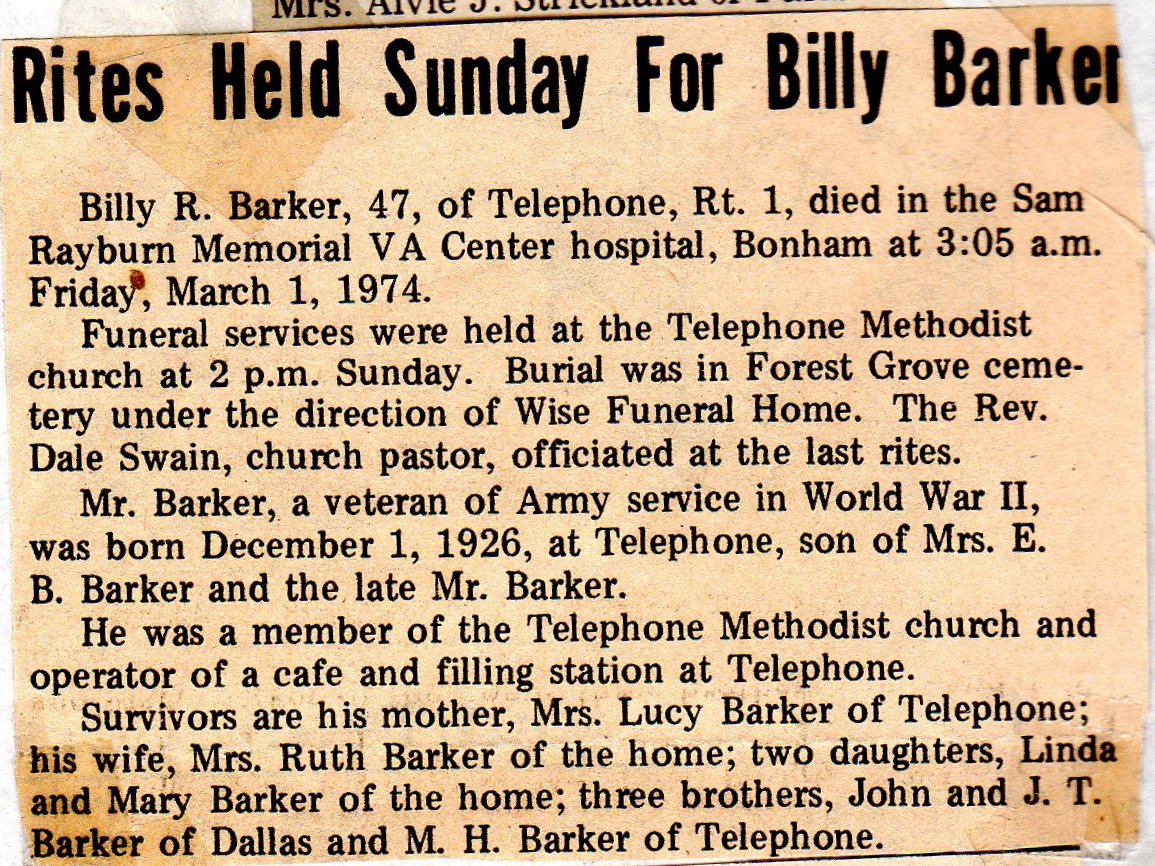 Mrs. Alvie J. Strickland of
Rites Held Sunday For Billy Barker
Billy R. Barker, 47, of Telephone, Rt. 1, died in the Sam
Rayburn Memorial VA Center hospital, Bonham at 3:05 a.m.
Friday, March 1, 1974.
Funeral services were held at the Telephone Methodist
church at 2 p.m. Sunday. Burial was in Forest Grove ceme-
tery under the direction of Wise Funeral Home. The Rev.
Dale Swain, church pastor, officiated at the last rites.
Mr. Barker, a veteran of Army service in World War II,
was born December 1, 1926, at Telephone, son of Mrs. E.
B. Barker and the late Mr. Barker.
He was a member of the Telephone Methodist church and
operator of a cafe and filling station at Telephone.
Survivors are his mother, Mrs. Lucy Barker of Telephone;
his wife, Mrs. Ruth Barker of the home; two daughters, Linda
and Mary Barker of the home; three brothers, John and J. T.
Barker of Dallas and M. H. Barker of Telephone.